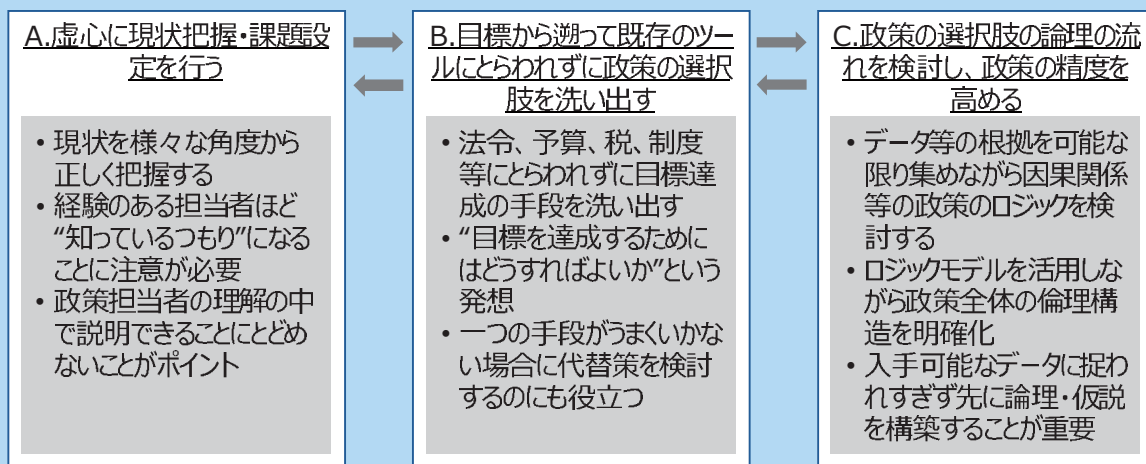 A.虚心に現状把握・課題設
定を行う
• 現状を様々な角度から
正しく把握する
• 経験のある担当者ほど
“知っているつもり”になる
ことに注意が必要
• 政策担当者の理解の中
で説明できることにとどめ
ないことがポイント
B.目標から遡って既存のツー
ルにとらわれずに政策の選択
肢を洗い出す
• 法令、予算、税、制度
等にとらわれずに目標達
成の手段を洗い出す
• “目標を達成するために
はどうすればよいか”という
発想
• 一つの手段がうまくいかな
い場合に代替策を検討
するのにも役立つ
C.政策の選択肢の論理の流
れを検討し、政策の精度を
高める
• データ等の根拠を可能な
限り集めながら因果関係
等の政策のロジックを検
討する
• ロジックモデルを活用しな
がら政策全体の倫理構
造を明確化
• 入手可能なデータに捉わ
れすぎず先に論理・仮説
を構築することが重要